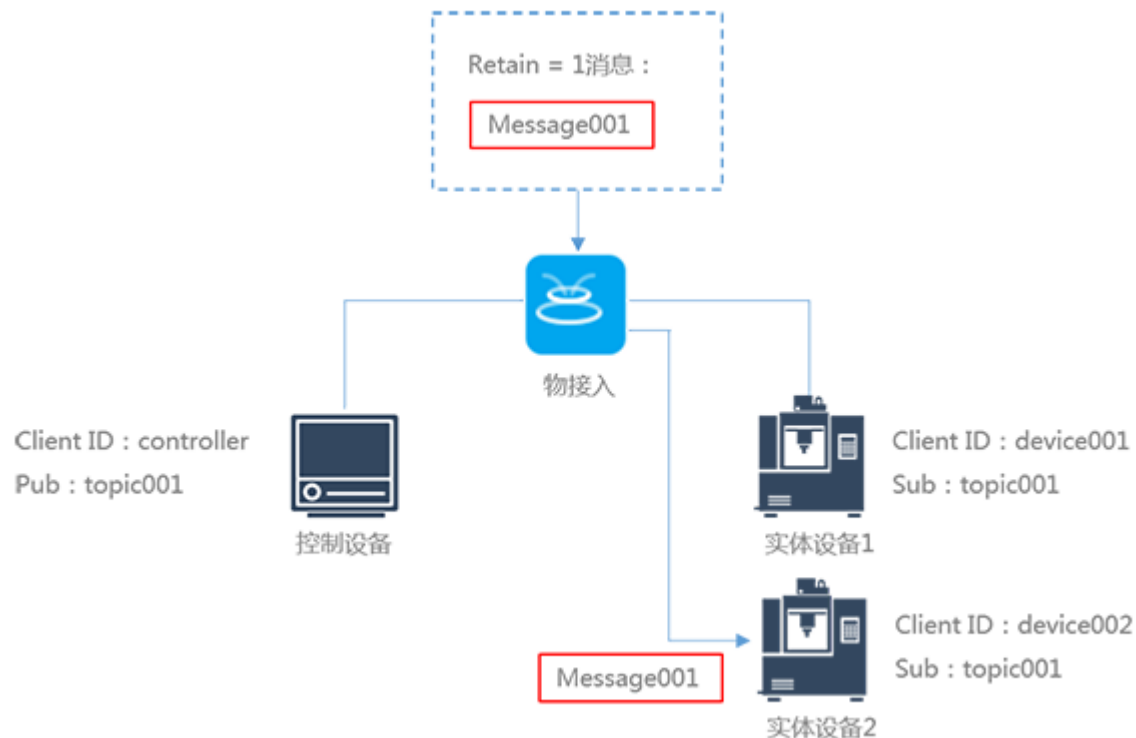 Retain = 1消息：
Message001
物接入
Client ID：controller
Pub：topic001
控制设备
Client ID：device001
Sub：topic001
实体设备1
Client ID：device002
Sub：topic001
Message001
实体设备2